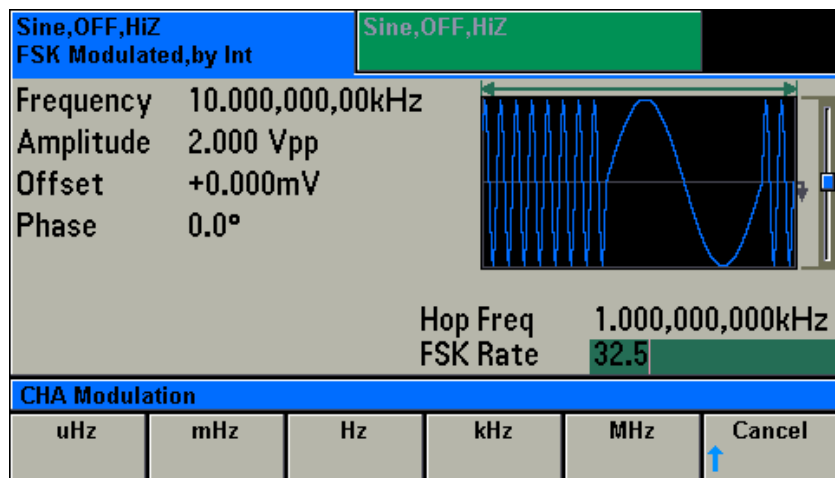 Sine,OFF,HiZ
FSK Modulated,by Int
Sine,OFF,HiZ
Frequency 10.000,000,00kHz
Amplitude 2.000 Vpp
Offset +0.000mV
Phase 0.0°
Hop Freq 1.000,000,000kHz
FSK Rate 32.5
CHA Modulation
uHz mHz Hz kHz MHz Cancel